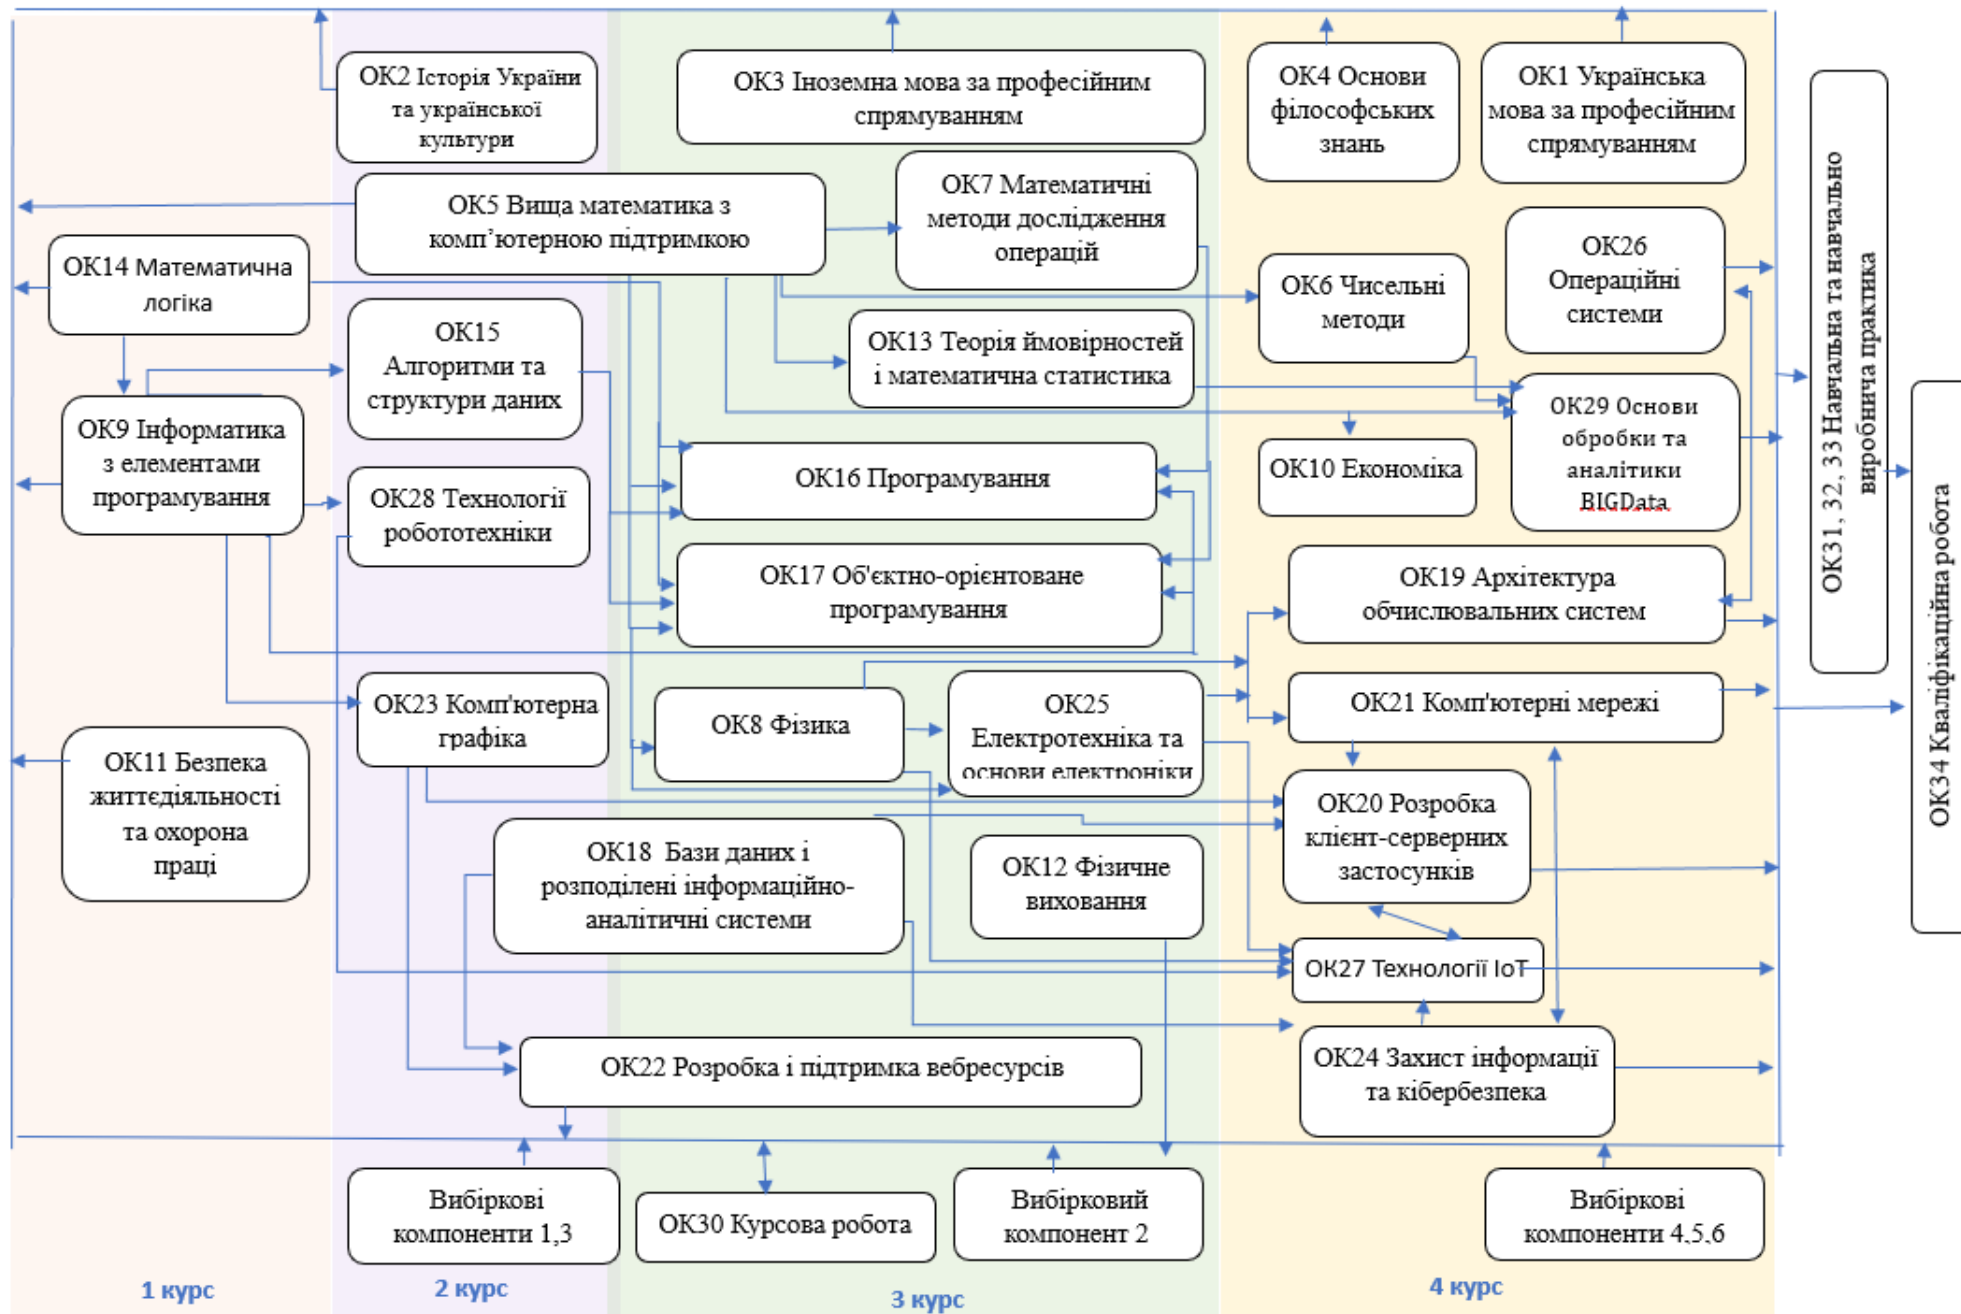 ОК2 Історія України
та української
культури
ОК3 Іноземна мова за професійним
спрямуванням
ОК4 Основи
філософських
знань
ОК1 Українська
мова за професійним
спрямуванням
ОК5 Вища математика з
комп’ютерною підтримкою
ОК7 Математичні
методи дослідження
операцій
ОК14 Математична
логіка
ОК15
Алгоритми та
структури даних
ОК13 Теорія ймовірностей
і математична статистика
ОК6 Чисельні
методи
ОК26
Операційні
системи
ОК9 Інформатика
з елементами
програмування
ОК28 Технології
робототехніки
ОК16 Програмування
ОК10 Економіка
ОК29 Основи
обробки та
аналітики
BIGData
ОК17 Об'єктно-орієнтоване
програмування
ОК19 Архітектура
обчислювальних систем
ОК23 Комп'ютерна
графіка
ОК8 Фізика
ОК25
Електротехніка та
основи електроніки
ОК21 Комп'ютерні мережі
ОК11 Безпека
життєдіяльності
та охорона
праці
ОК18 Бази даних і
розподілені інформаційно-
аналітичні системи
ОК12 Фізичне
виховання
ОК20 Розробка
клієнт-серверних
застосунків
ОК27 Технології IoT
ОК22 Розробка і підтримка вебресурсів
ОК24 Захист інформації
та кібербезпека
Вибіркові
компоненти 1,3
ОК30 Курсова робота
Вибірковий
компонент 2
Вибіркові
компоненти 4,5,6
ОК31, 32, 33 Навчальна та навчально
виробнича практика
ОК34 Кваліфікаційна робота
1 курс
2 курс
3 курс
4 курс